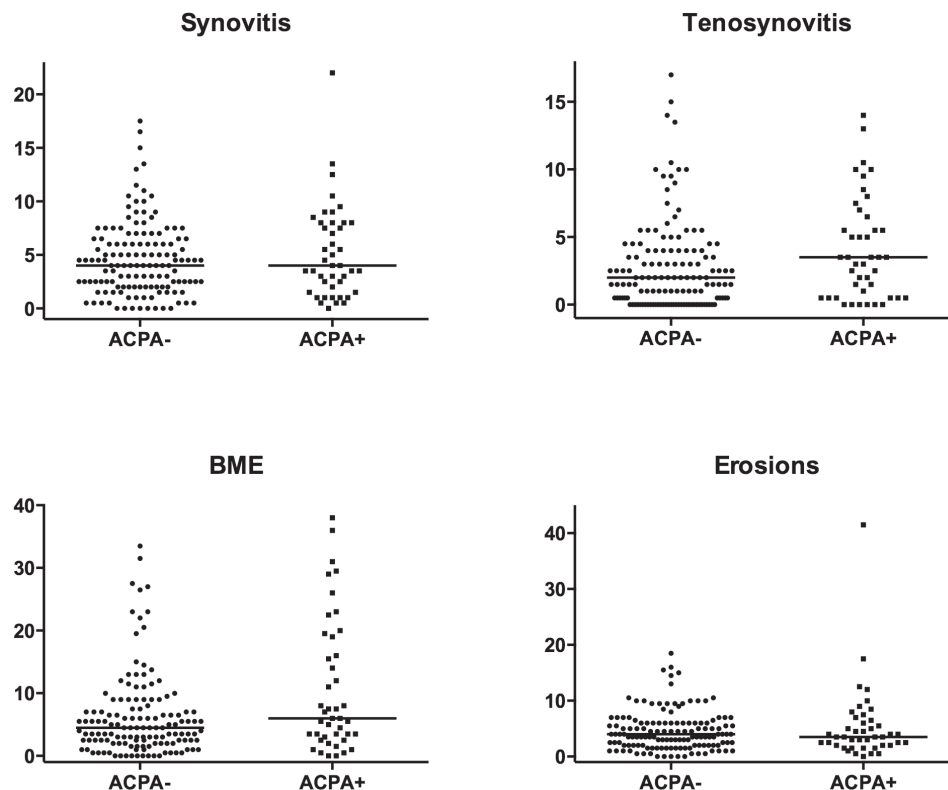 Synovitis
20
15
10
5
0
ACPA-
ACPA+
Tenosynovitis
15
10
5
0
ACPA-
ACPA+
BME
40
30
20
10
0
ACPA-
ACPA+
Erosions
40
30
20
10
0
ACPA-
ACPA+